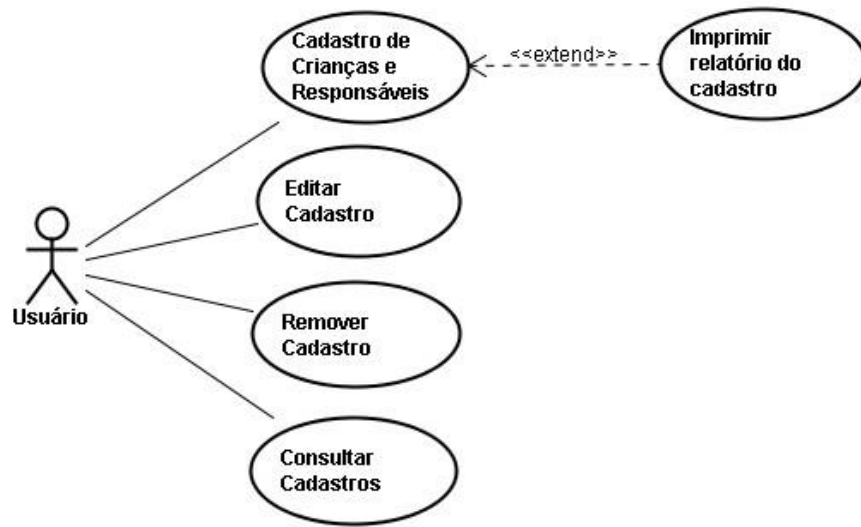 Cadastro de
Crianças e
Responsáveis
<<extend>>
Imprimir
relatório do
cadastro
Editar
Cadastro
Usuário
Remover
Cadastro
Consultar
Cadastros